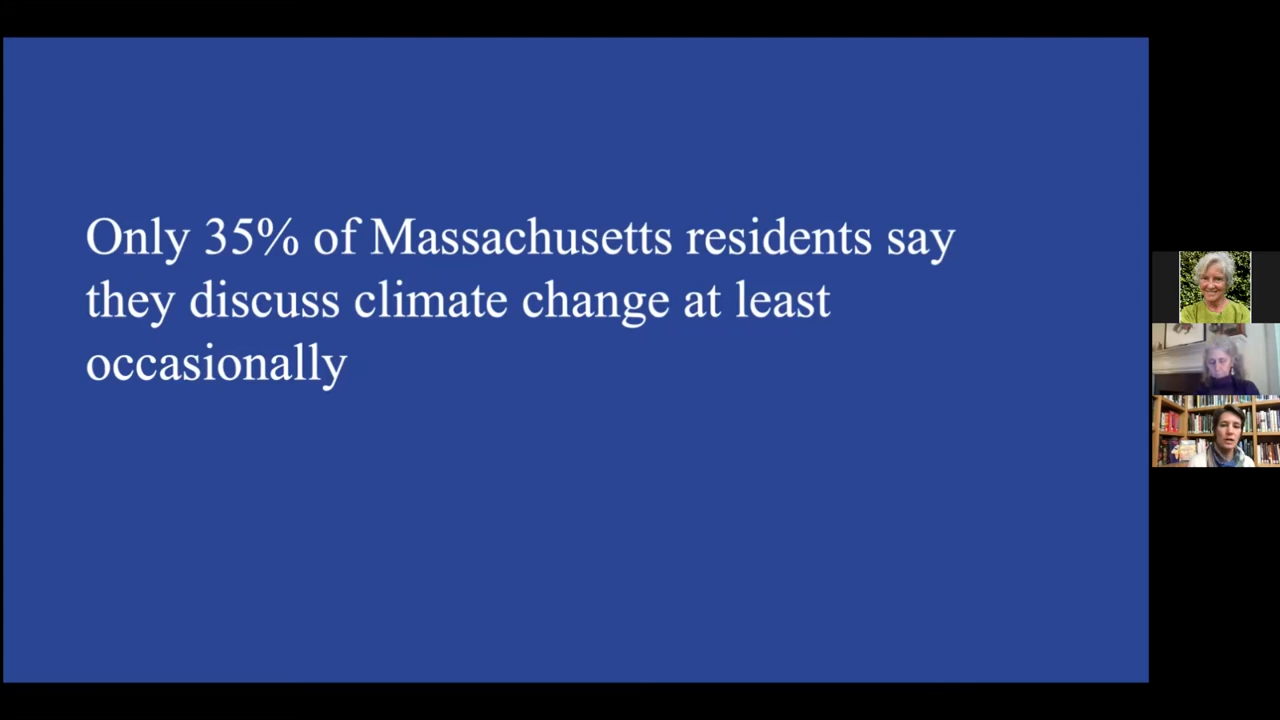 Only 35% of Massachusetts residents say
they discuss climate change at least
occasionally